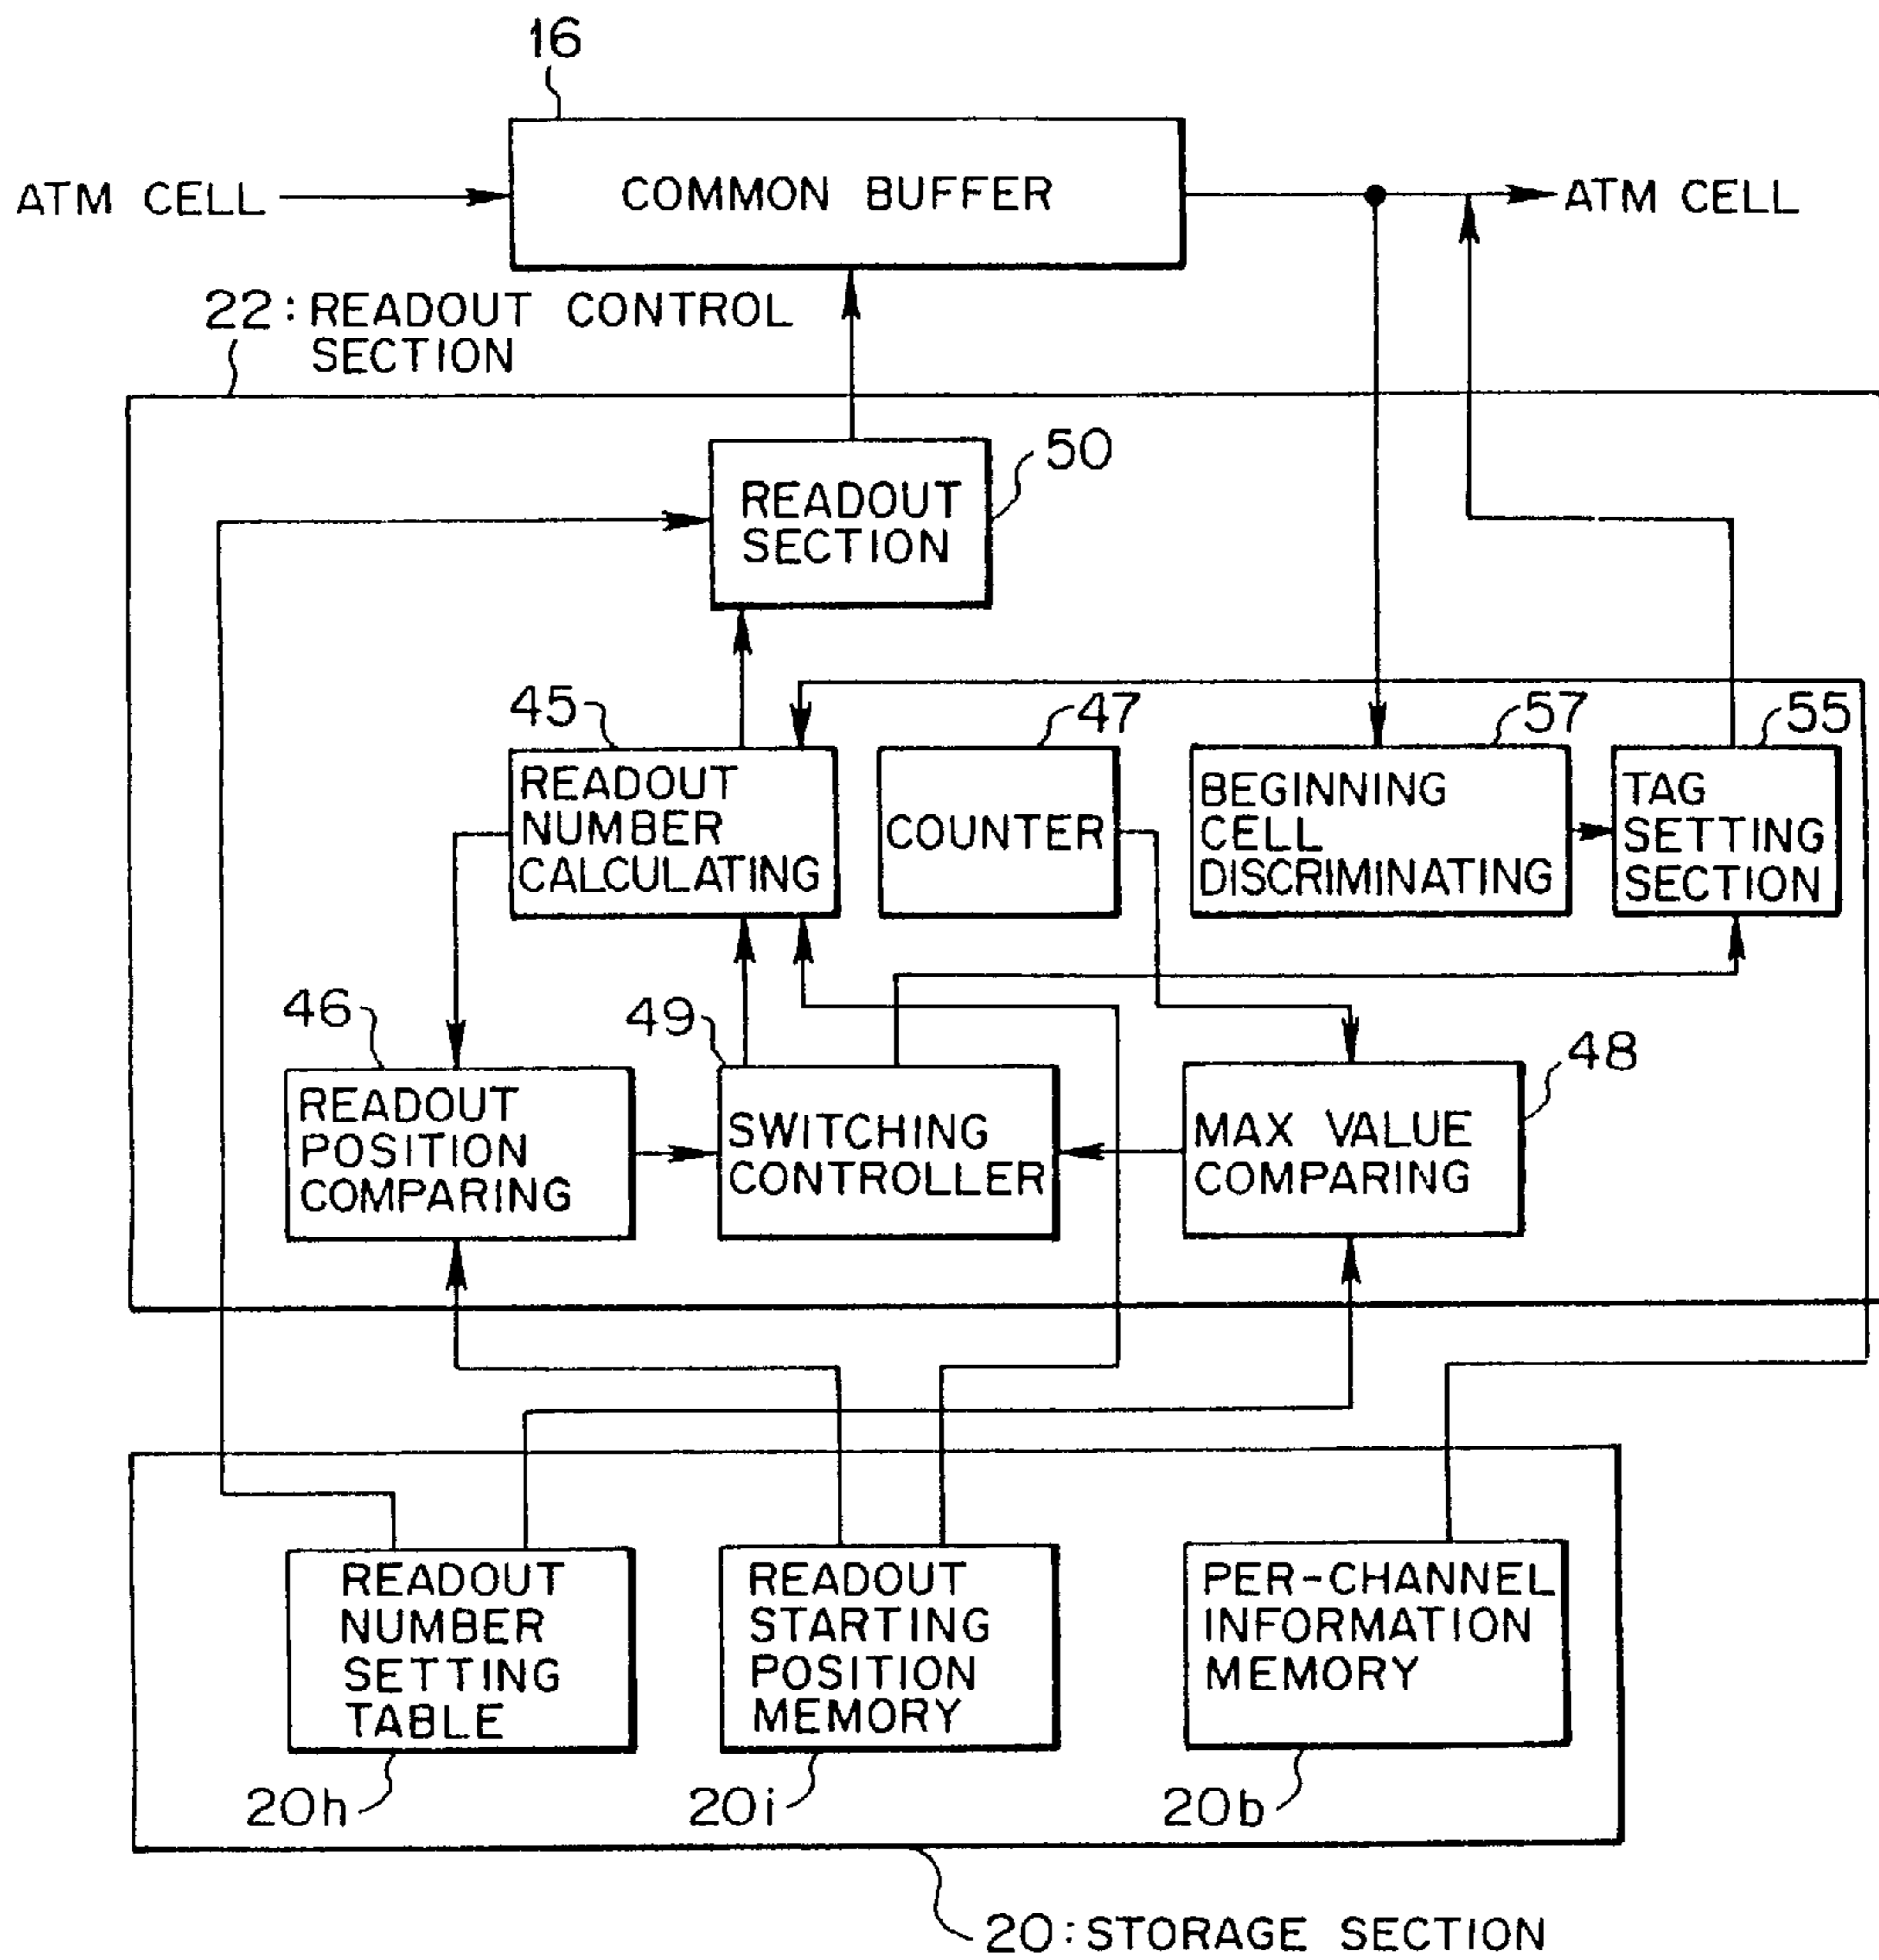 16
COMMON BUFFER
ATM CELL
ATM CELL
22: READOUT CONTROL
SECTION
50
READOUT
SECTION
45
47
57
55
READOUT
NUMBER
CALCULATING
COUNTER
BEGINNING
CELL
DISCRIMINATING
TAG
SETTING
SECTION
46
49
48
READOUT
POSITION
COMPARING
SWITCHING
CONTROLLER
MAX VALUE
COMPARING
READOUT
NUMBER
SETTING
TABLE
READOUT
STARTING
POSITION
MEMORY
PER-CHANNEL
INFORMATION
MEMORY
20h
20i
20b
20: STORAGE SECTION